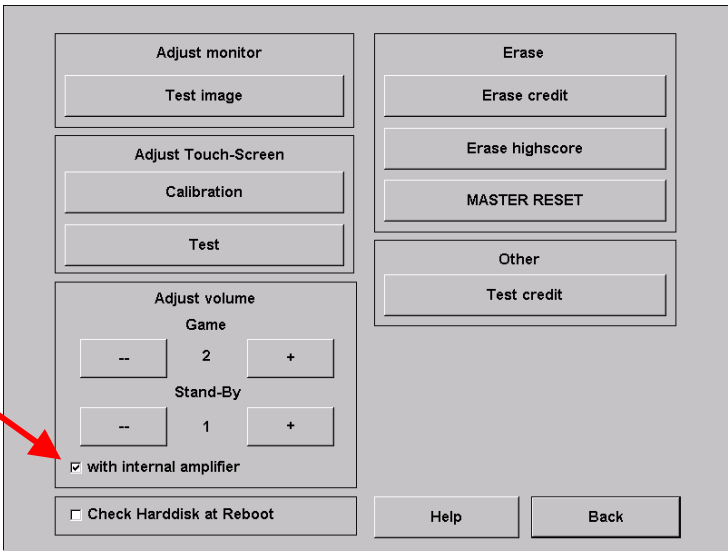 Adjust monitor
Test image
Adjust Touch-Screen
Calibration
Test
Adjust volume
Game
-- 2 +
Stand-By
-- 1 +
with internal amplifier
Check Harddisk at Reboot
Erase
Erase credit
Erase highscore
MASTER RESET
Other
Test credit
Help
Back